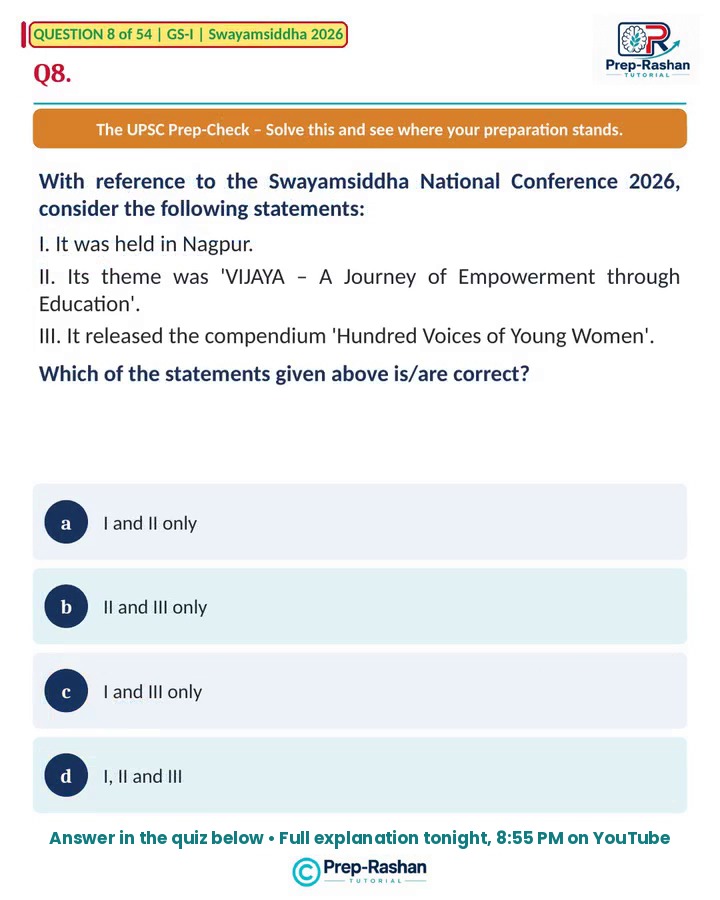 QUESTION 8 of 54 | GS-I | Swayamsiddha 2026
Prep-Rashan
TUTORIAL
Q8.
The UPSC Prep-Check – Solve this and see where your preparation stands.
With reference to the Swayamsiddha National Conference 2026,
consider the following statements:
I. It was held in Nagpur.
II. Its theme was 'VIJAYA – A Journey of Empowerment through
Education'.
III. It released the compendium 'Hundred Voices of Young Women'.
Which of the statements given above is/are correct?
a I and II only
b II and III only
c I and III only
d I, II and III
Answer in the quiz below • Full explanation tonight, 8:55 PM on YouTube
© Prep-Rashan
TUTORIAL